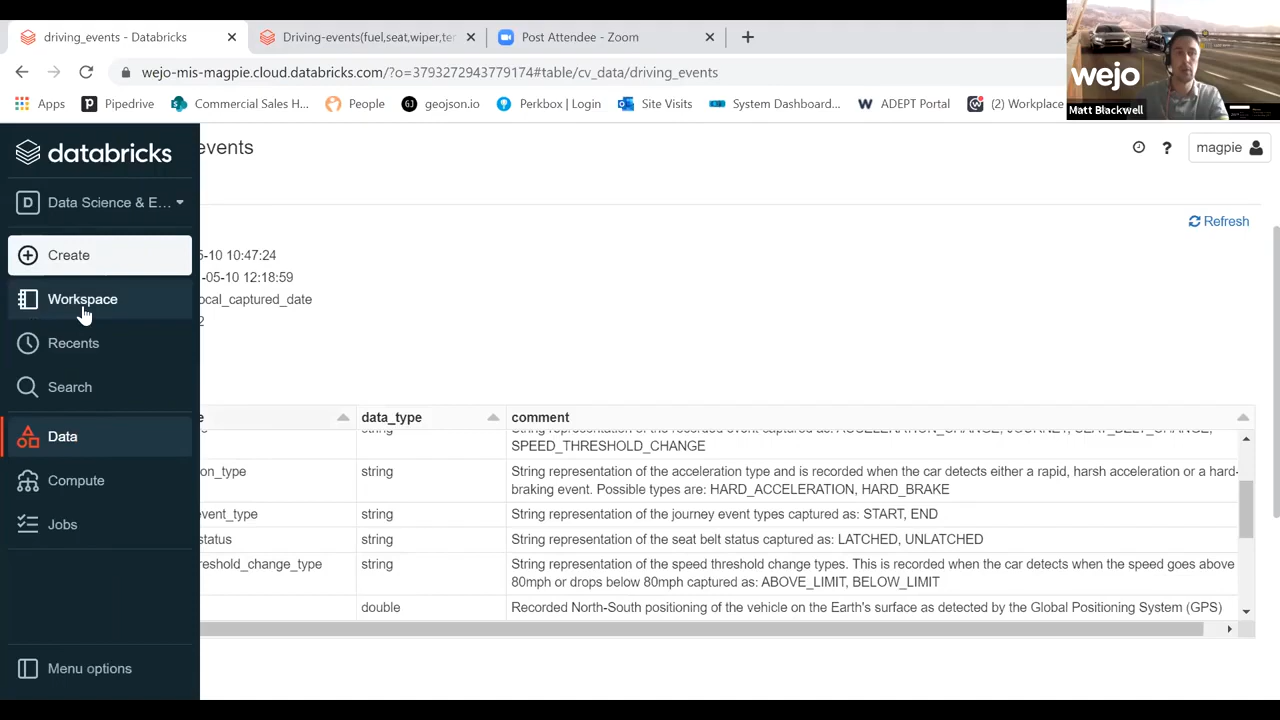 driving_events - Databricks
Driving-events(fuel,seat,wiper,ter
Post Attendee - Zoom
wejo-mis-magpie.cloud.databricks.com/?o=3793272943779174#table/cv_data/driving_events
Apps
Pipedrive
Commercial Sales H...
People
geojson.io
Perkbox | Login
Site Visits
System Dashboard...
ADEPT Portal
(2) Workplace
wejo
Matt Blackwell
databricks
Data Science & E...
Create
Workspace
Recents
Search
Data
Compute
Jobs
Menu options
events
magpie
Refresh
5-10 10:47:24
-05-10 12:18:59
ocal_captured_date
2
e data_type comment
SPEED_THRESHOLD_CHANGE
on_type string String representation of the acceleration type and is recorded when the car detects either a rapid, harsh acceleration or a hard-
braking event. Possible types are: HARD_ACCELERATION, HARD_BRAKE
event_type string String representation of the journey event types captured as: START, END
status string String representation of the seat belt status captured as: LATCHED, UNLATCHED
reshold_change_type string String representation of the speed threshold change types. This is recorded when the car detects when the speed goes above
80mph or drops below 80mph captured as: ABOVE_LIMIT, BELOW_LIMIT
double Recorded North-South positioning of the vehicle on the Earth's surface as detected by the Global Positioning System (GPS)